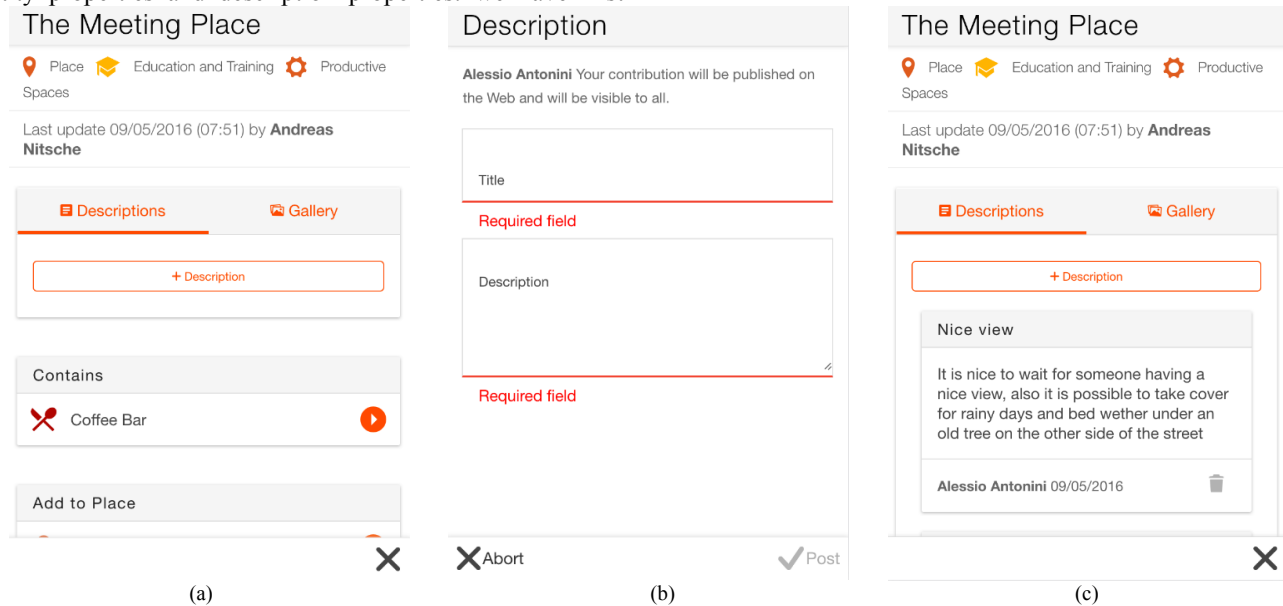 The Meeting Place
Place Education and Training Productive
Spaces
Last update 09/05/2016 (07:51) by Andreas
Nitsche
Descriptions Gallery
+ Description
Contains
Coffee Bar
Add to Place
(a)
Description
Alessio Antonini Your contribution will be published on
the Web and will be visible to all.
Title
Required field
Description
Required field
Abort Post
(b)
The Meeting Place
Place Education and Training Productive
Spaces
Last update 09/05/2016 (07:51) by Andreas
Nitsche
Descriptions Gallery
+ Description
Nice view
It is nice to wait for someone having a
nice view, also it is possible to take cover
for rainy days and bed wether under an
old tree on the other side of the street
Alessio Antonini 09/05/2016
(c)